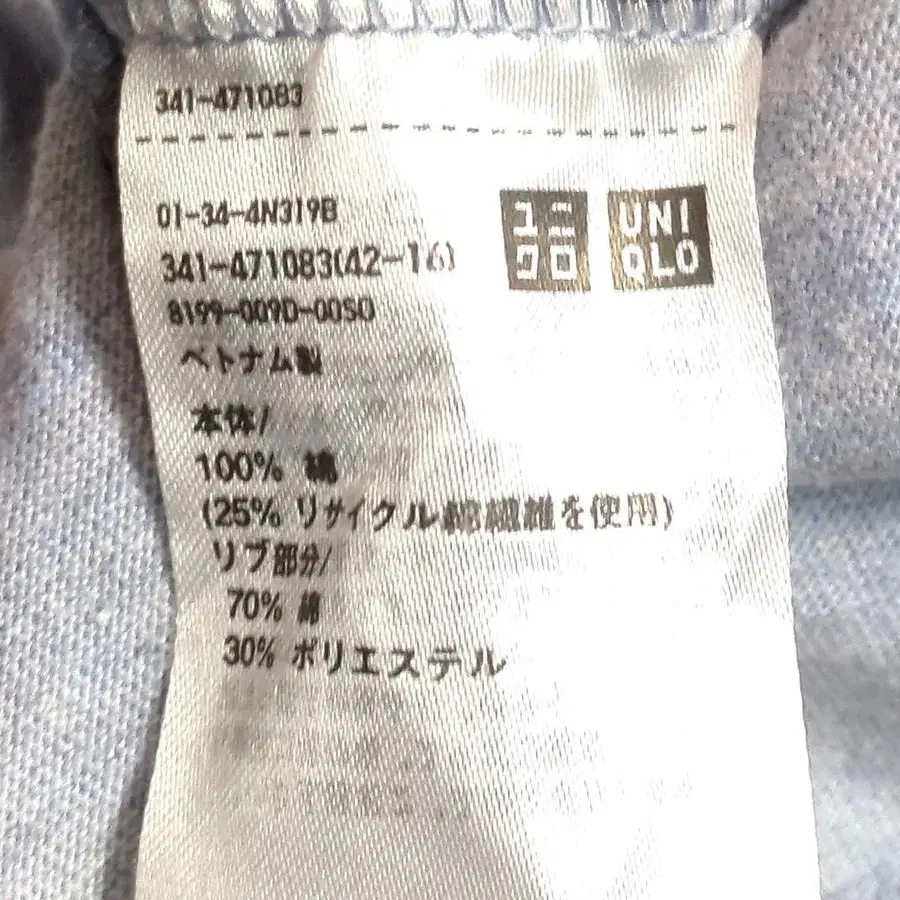 341-471083
01-34-4N319B
341-471083(42-16)
8199-009D-00SO
ユニ UNI
クロ QLO
ベトナム製
本体/
100% 綿
(25% リサイクル綿繊維を使用)
リブ部分/
70% 綿
30% ポリエステル